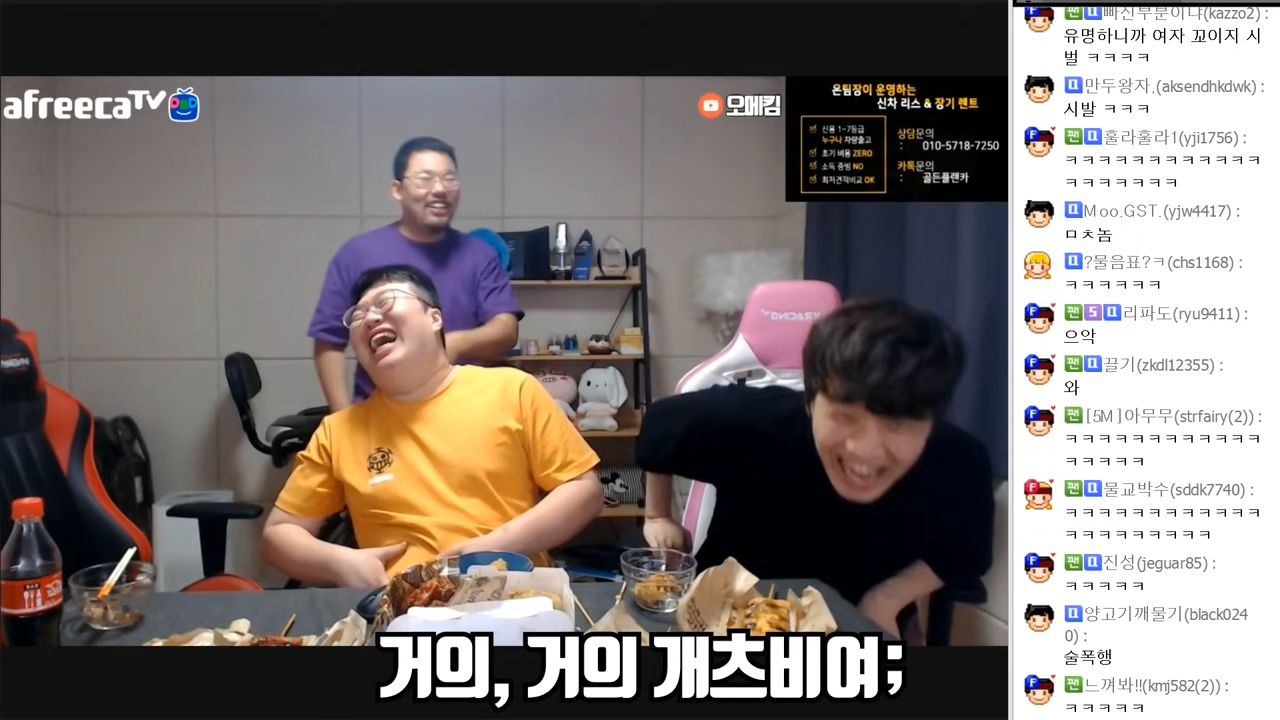 afreecaTV
오메킴
온팀장이 운영하는
신차 리스 & 장기 렌트
신용 1-7등급
누구나 차량출고
초기 비용 ZERO
소득 증빙 NO
최저견적비교 OK
상담문의
: 010-5718-7250
카톡문의
: 골든플랜카
거의, 거의 개츠비여;
팬 빠진부분이냐(kazzo2) :
유명하니까 여자 꼬이지 시
벌 ㅋㅋㅋㅋ
만두왕자.(aksendhkdwk) :
시발 ㅋㅋㅋ
팬 훌라훌라1(yji1756) :
ㅋㅋㅋㅋㅋㅋㅋㅋㅋㅋㅋㅋ
ㅋㅋㅋㅋㅋㅋㅋ
Moo.GST.(yjw4417) :
ㅁㅊ놈
?물음표?ㅋ(chs1168) :
ㅋㅋㅋㅋㅋㅋ
팬 S 리파도(ryu9411) :
으악
팬 끌기(zkdl12355) :
와
팬 [5M]아무무(strfairy(2)) :
ㅋㅋㅋㅋㅋㅋㅋㅋㅋㅋㅋㅋ
ㅋㅋㅋㅋㅋ
팬 물교박수(sddk7740) :
ㅋㅋㅋㅋㅋㅋㅋㅋㅋㅋㅋㅋ
ㅋㅋㅋㅋㅋㅋㅋㅋㅋ
팬 진성(jeguar85) :
ㅋㅋㅋㅋㅋ
양고기깨물기(black024
0) :
술폭행
팬 느껴봐!!(kmj582(2)) :
ㅋㅋㅋㅋㅋ